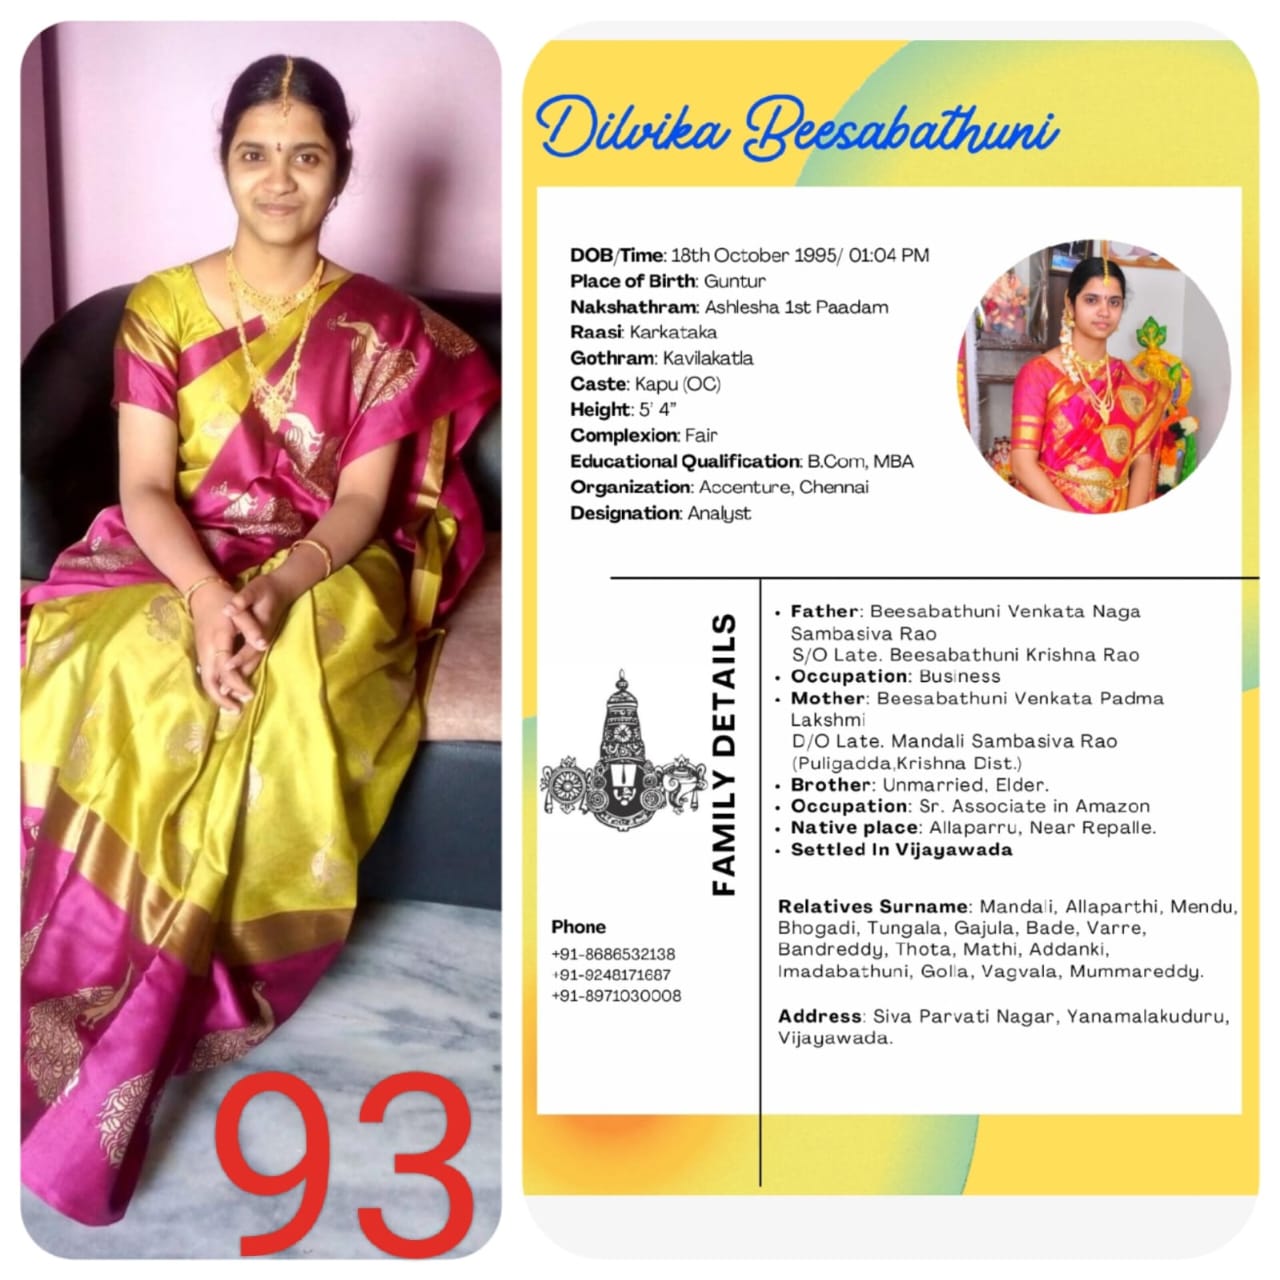 Dilvika Beesabathuni
DOB/Time: 18th October 1995/ 01:04 PM
Place of Birth: Guntur
Nakshathram: Ashlesha 1st Paadam
Raasi: Karkataka
Gothram: Kavilakatla
Caste: Kapu (OC)
Height: 5' 4”
Complexion: Fair
Educational Qualification: B.Com, MBA
Organization: Accenture, Chennai
Designation: Analyst
FAMILY DETAILS
• Father: Beesabathuni Venkata Naga
Sambasiva Rao
S/O Late. Beesabathuni Krishna Rao
• Occupation: Business
• Mother: Beesabathuni Venkata Padma
Lakshmi
D/O Late. Mandali Sambasiva Rao
(Puligadda,Krishna Dist.)
• Brother: Unmarried, Elder.
• Occupation: Sr. Associate in Amazon
• Native place: Allaparru, Near Repalle.
• Settled In Vijayawada
Relatives Surname: Mandali, Allaparthi, Mendu,
Bhogadi, Tungala, Gajula, Bade, Varre,
Bandreddy, Thota, Mathi, Addanki,
Imadabathuni, Golla, Vagvala, Mummareddy.
Address: Siva Parvati Nagar, Yanamalakuduru,
Vijayawada.
Phone
+91-8686532138
+91-9248171687
+91-8971030008
93